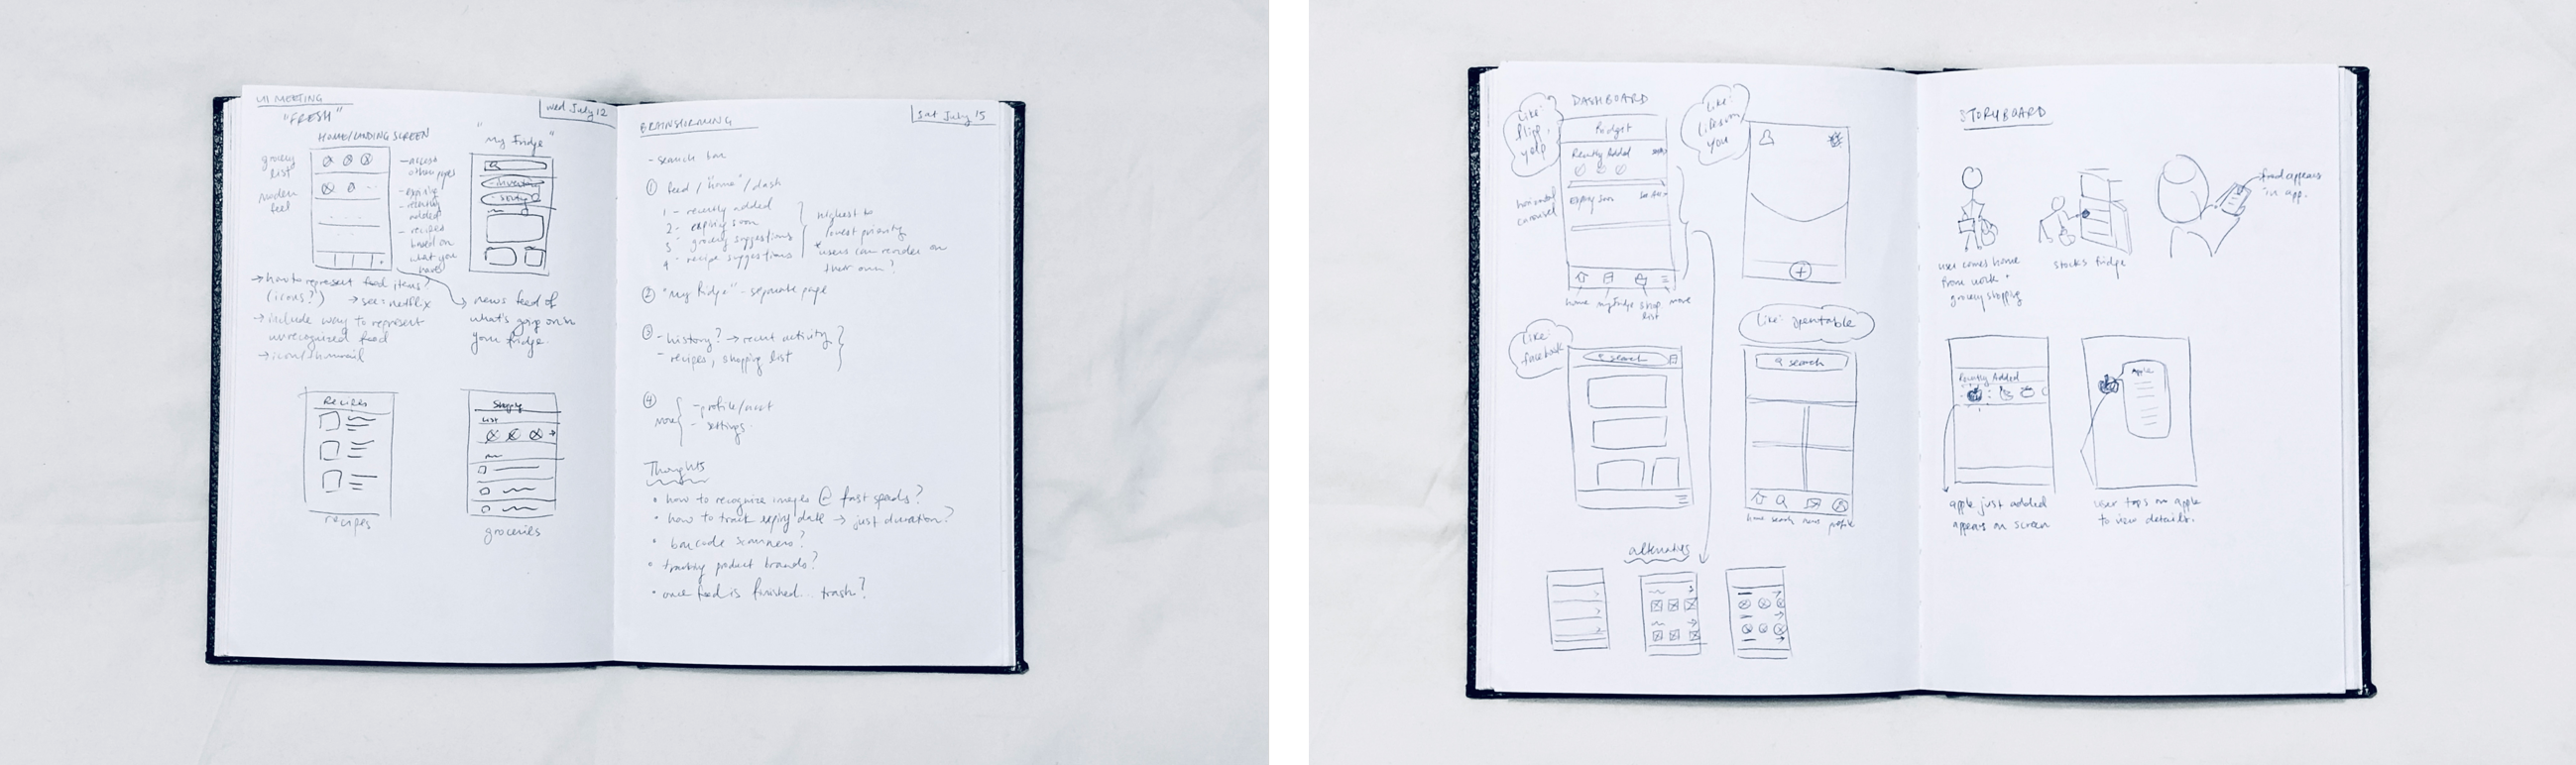 UI MEETING
wed July 12
"FRESH"
HOME/LANDING SCREEN
grocery
list
modern
feel
- access
other pages
- expiring
- recently
added
- recipes
based on
what you
have
"my fridge"
→ how to represent food items?
(icons?) → see: netflix
→ include way to represent
unrecognized food
→ icon/thumbnail
news feed of
what's going on in
your fridge.
Recipes
recipes
List
groceries
BRAINSTORMING
Sat July 15
- search bar
① feed / "home" / dash
1 - recently added
2 - expiring soon
3 - grocery suggestions
4 - recipe suggestions
highest to
lowest priority
* users can reorder on
their own?
② "my fridge" - separate page
③ - history? → recent activity
- recipes, shopping list
④
more
- profile/acct
- settings
Thoughts
• how to recognize images @ fast speeds?
• how to track expiry date → just duration?
• barcode scanners?
• tracking product brands?
• once food is finished... trash?
DASHBOARD
like:
flipp,
yelp
Fridget
Recently Added
Expiring soon
horizontal
carousel
home
my fridge
shop
list
more
like:
you
like:
facebook
search
like: opentable
search
home search news profile
alternatives
STORYBOARD
user comes home
from work +
grocery shopping
stocks fridge
food appears
in app.
Recently Added
apple just added
appears on screen
Apple
user taps on apple
to view details.